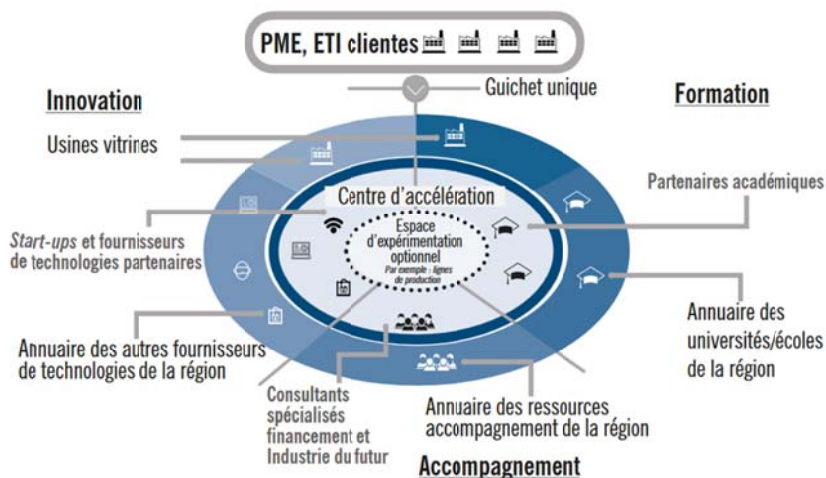 PME, ETI clientes
Guichet unique
Innovation
Formation
Usines vitrines
Partenaires académiques
Centre d'accélération
Espace
d'expérimentation
optionnel
Par exemple : lignes
de production
Start-ups et fournisseurs
de technologies partenaires
Annuaire des
universités/écoles
de la région
Annuaire des autres fournisseurs
de technologies de la région
Consultants
spécialisés
financement et
Industrie du futur
Annuaire des ressources
accompagnement de la région
Accompagnement